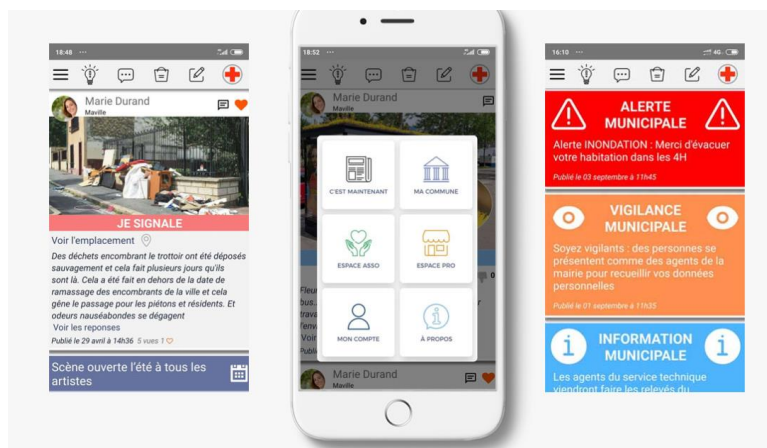 18:48 ...
Marie Durand
Maville
JE SIGNALE
Voir l'emplacement
Des déchets encombrant le trottoir ont été déposés
sauvagement et cela fait plusieurs jours qu'ils
sont là. Cela a été fait en dehors de la date de
ramassage des encombrants de la ville et cela
gêne le passage pour les piétons et résidents. Et
odeurs nauséabondes se dégagent
Voir les reponses
Publié le 29 avril à 14h36 5 vues 1
Scène ouverte l'été à tous les
artistes
18:52 ...
Marie Durand
Maville
C'EST MAINTENANT
MA COMMUNE
ESPACE ASSO
ESPACE PRO
MON COMPTE
À PROPOS
0
Fleu
bus
trava
l'env
Voir
Publi
Marie Durand
Maville
16:10 ...
4G
ALERTE
MUNICIPALE
Alerte INONDATION : Merci d'évacuer
votre habitation dans les 4H
Publié le 03 septembre à 11h45
VIGILANCE
MUNICIPALE
Soyez vigilants : des personnes se
présentent comme des agents de la
mairie pour recueillir vos données
personnelles
Publié le 01 septembre à 11h35
INFORMATION
MUNICIPALE
Les agents du service technique
viendront faire les relevés du